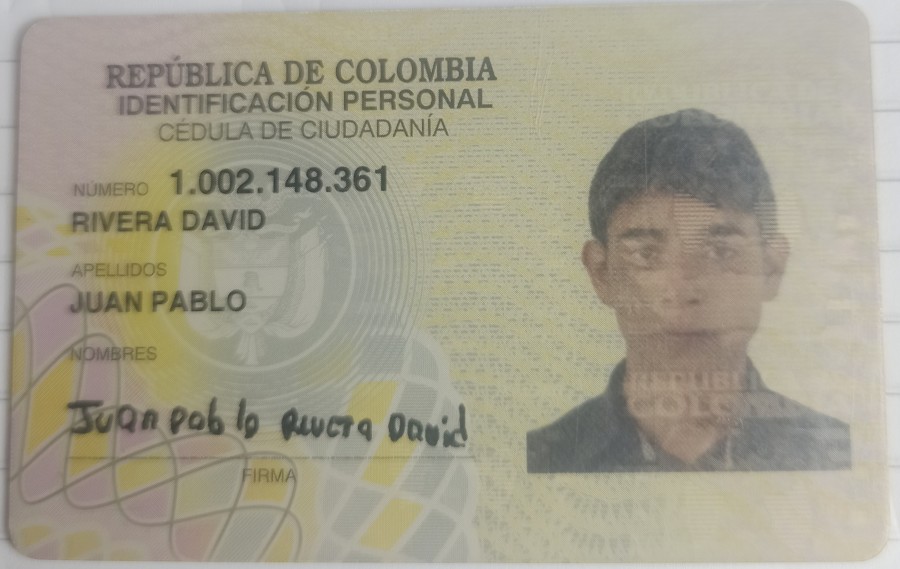 REPÚBLICA DE COLOMBIA
IDENTIFICACIÓN PERSONAL
CÉDULA DE CIUDADANÍA
NÚMERO 1.002.148.361
RIVERA DAVID
APELLIDOS
JUAN PABLO
NOMBRES
Juan Pablo Rivera David
FIRMA
REPUBLI
COLOM